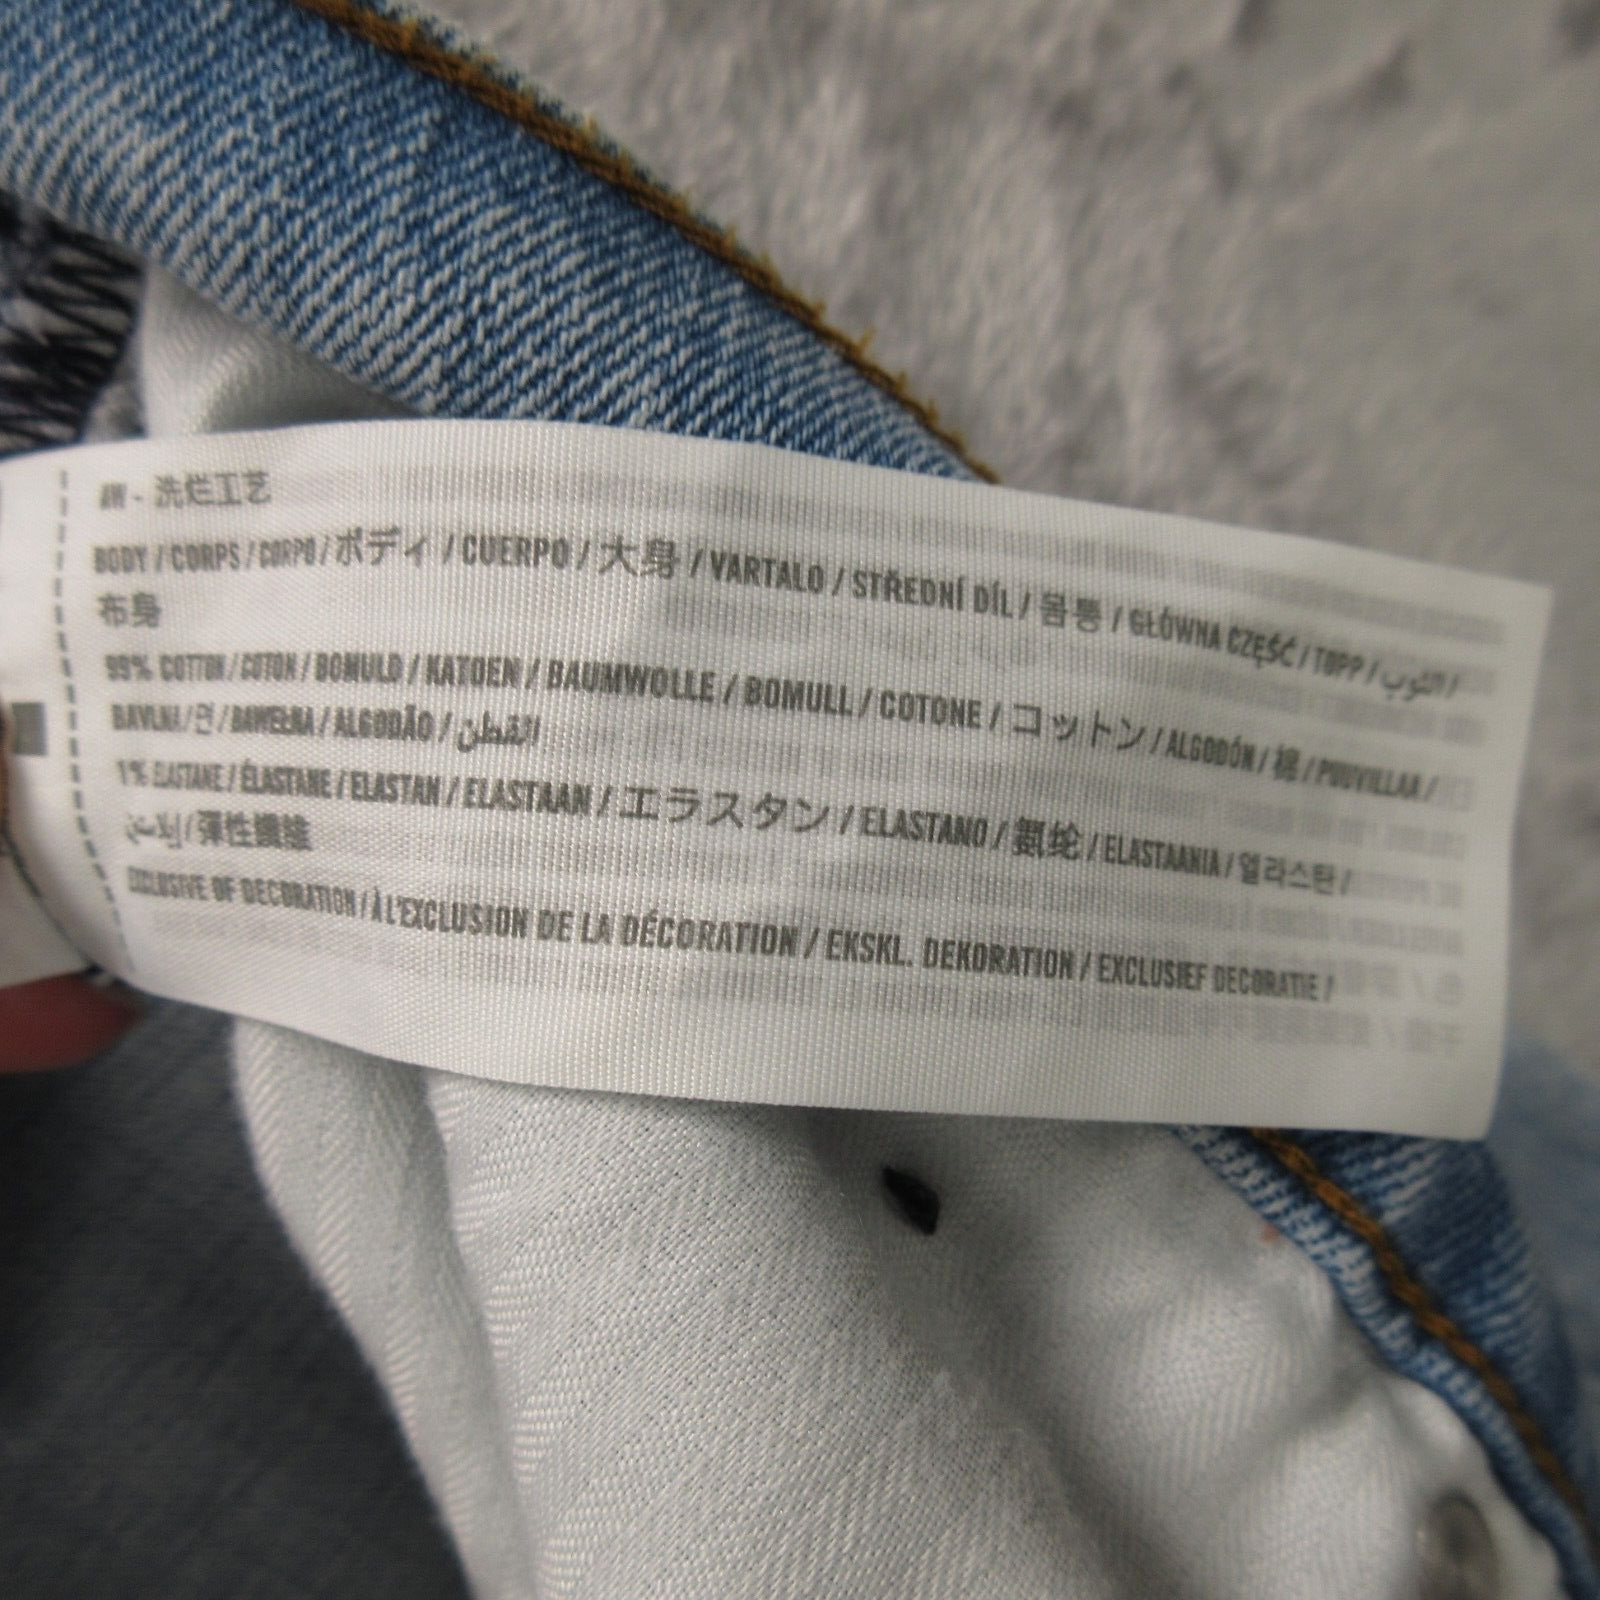 AW - 洗烂工艺
BODY / CORPS / CORPO / ボディ / CUERPO / 大身 / VARTALO / STŘEDNÍ DÍL / 몸통 / GŁÓWNA CZĘŚĆ / TOPP / الثوب /
布身
99% COTTON / COTON / BOMULD / KATOEN / BAUMWOLLE / BOMULL / COTONE / コットン / ALGODÓN / 棉 / PUUVILLAA /
BAVLNA / 면 / BAWEŁNA / ALGODÃO / القطن
1% ELASTANE / ÉLASTANE / ELASTAN / ELASTAAN / エラスタン / ELASTANO / 氨纶 / ELASTAANIA / 엘라스틴 /
/ 彈性纖維
EXCLUSIVE OF DECORATION / À L'EXCLUSION DE LA DÉCORATION / EKSKL. DEKORATION / EXCLUSIEF DECORATIE /